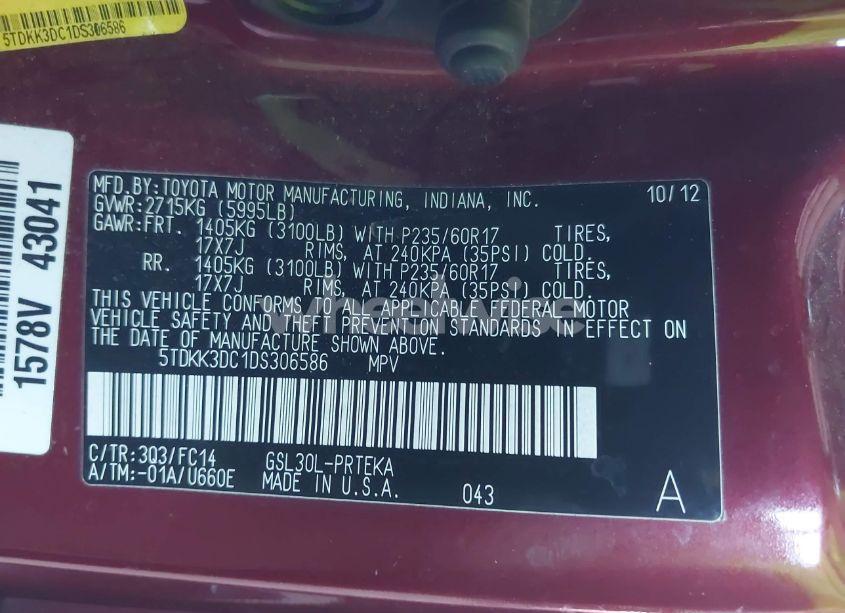 5TDKK3DC1DS306586
1578V 43041
MFD.BY:TOYOTA MOTOR MANUFACTURING, INDIANA, INC. 10/12
GVWR:2715KG (5995LB)
GAWR:FRT. 1405KG (3100LB) WITH P235/60R17 TIRES,
17X7J RIMS, AT 240KPA (35PSI) COLD.
RR. 1405KG (3100LB) WITH P235/60R17 TIRES,
17X7J RIMS, AT 240KPA (35PSI) COLD.
THIS VEHICLE CONFORMS TO ALL APPLICABLE FEDERAL MOTOR
VEHICLE SAFETY AND THEFT PREVENTION STANDARDS IN EFFECT ON
THE DATE OF MANUFACTURE SHOWN ABOVE.
5TDKK3DC1DS306586 MPV
C/TR:3Q3/FC14 GSL30L-PRTEKA
A/TM:-01A/U660E MADE IN U.S.A. 043 A
wheelwise